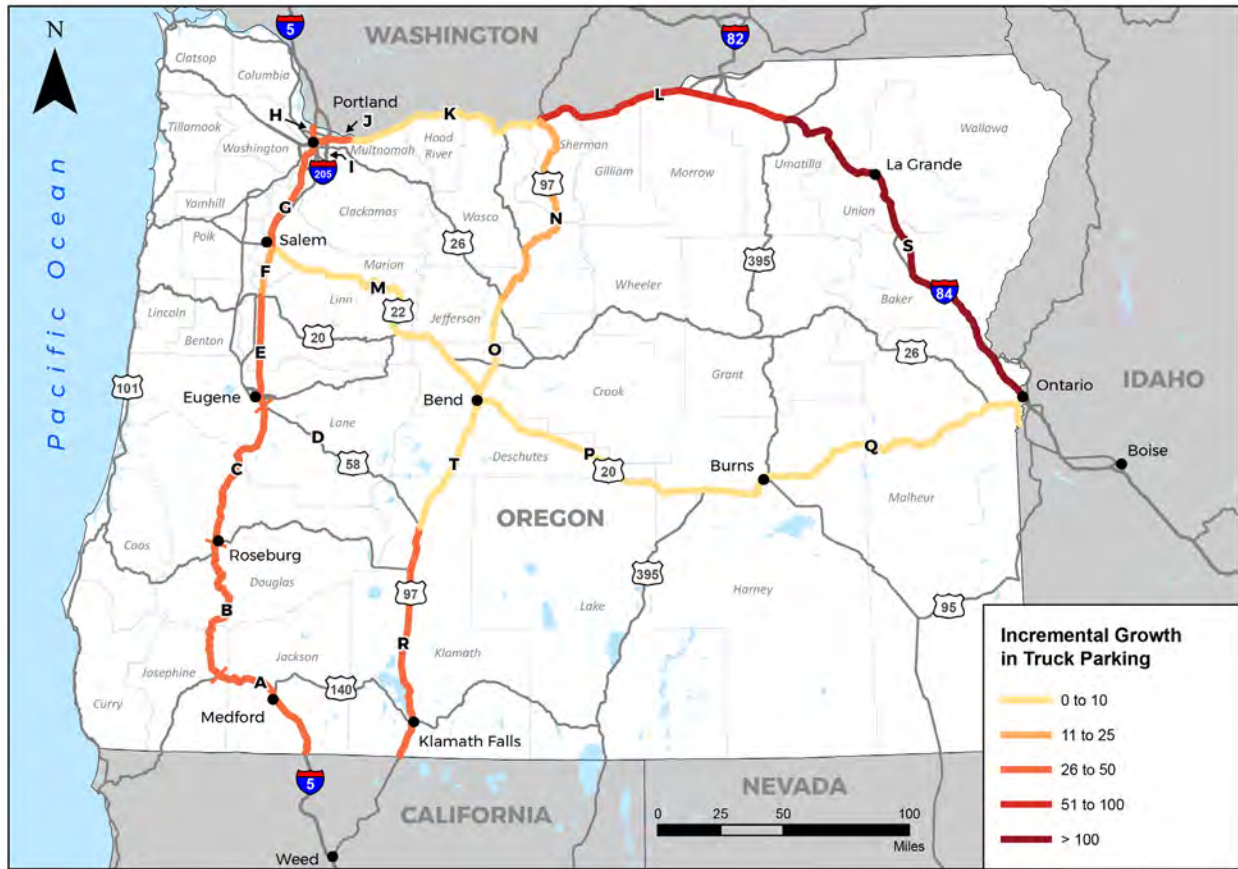 5
WASHINGTON
82
N
Clatsop
Columbia
Portland
H
J
K
L
Tillamook
Washington
Multnomah
Hood
River
Sherman
Wallowa
I
205
97
Gilliam
Morrow
Umatilla
La Grande
Yamhill
G
Clackamas
Wasco
N
Union
Polk
Salem
26
395
S
F
Marion
Wheeler
Baker
84
M
Linn
22
Jefferson
Lincoln
20
Benton
E
O
26
101
Crook
Grant
Ontario
IDAHO
Eugene
Bend
Lane
D
58
T
Deschutes
P
20
Burns
Q
Boise
C
Malheur
OREGON
Coos
Roseburg
Douglas
97
395
Harney
B
Lake
95
R
Klamath
Josephine
Jackson
A
140
Curry
Medford
Klamath Falls
5
CALIFORNIA
NEVADA
Weed
Pacific Ocean
0
25
50
100
Miles
Incremental Growth
in Truck Parking
0 to 10
11 to 25
26 to 50
51 to 100
> 100